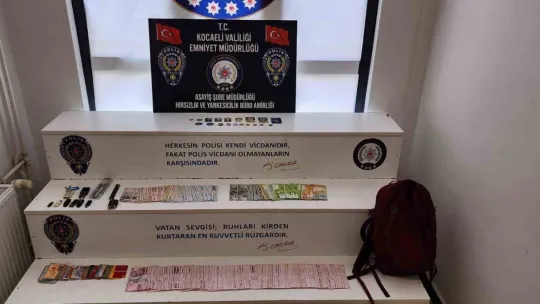 T.C.
KOCAELİ VALİLİĞİ
EMNİYET MÜDÜRLÜĞÜ
POLİS
POLİS
ASAYİŞ ŞUBE MÜDÜRLÜĞÜ
HIRSIZLIK VE YANKESİCİLİK BÜRO AMİRLİĞİ
HERKESİN POLİSİ KENDİ VİCDANIDIR,
FAKAT POLİS VİCDANI OLMAYANLARIN
KARŞISINDADIR.
VATAN SEVGİSİ; RUHLARI KİRDEN
KURTARAN EN KUVVETLİ RÜZGARDIR.